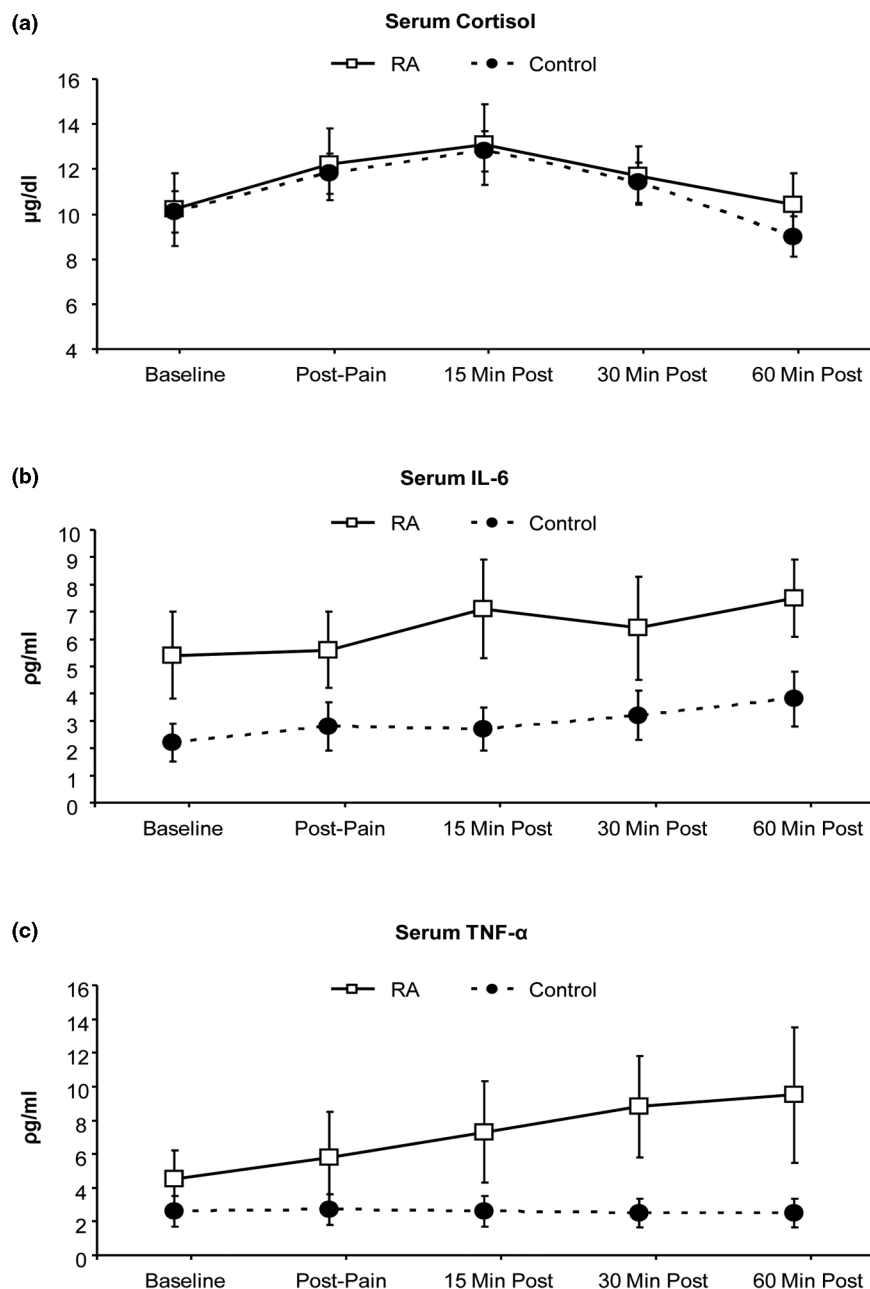 (a)
Serum Cortisol
RA Control
16
14
12
10
8
6
4
µg/dl
Baseline Post-Pain 15 Min Post 30 Min Post 60 Min Post
(b)
Serum IL-6
RA Control
10
9
8
7
6
5
4
3
2
1
0
ρg/ml
Baseline Post-Pain 15 Min Post 30 Min Post 60 Min Post
(c)
Serum TNF-α
RA Control
16
14
12
10
8
6
4
2
0
ρg/ml
Baseline Post-Pain 15 Min Post 30 Min Post 60 Min Post